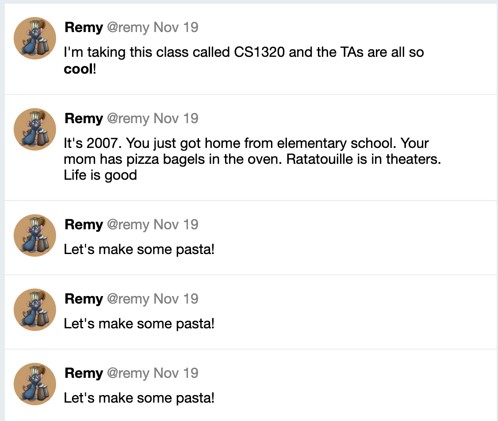 Remy @remy Nov 19
I'm taking this class called CS1320 and the TAs are all so
cool!
Remy @remy Nov 19
It's 2007. You just got home from elementary school. Your
mom has pizza bagels in the oven. Ratatouille is in theaters.
Life is good
Remy @remy Nov 19
Let's make some pasta!
Remy @remy Nov 19
Let's make some pasta!
Remy @remy Nov 19
Let's make some pasta!